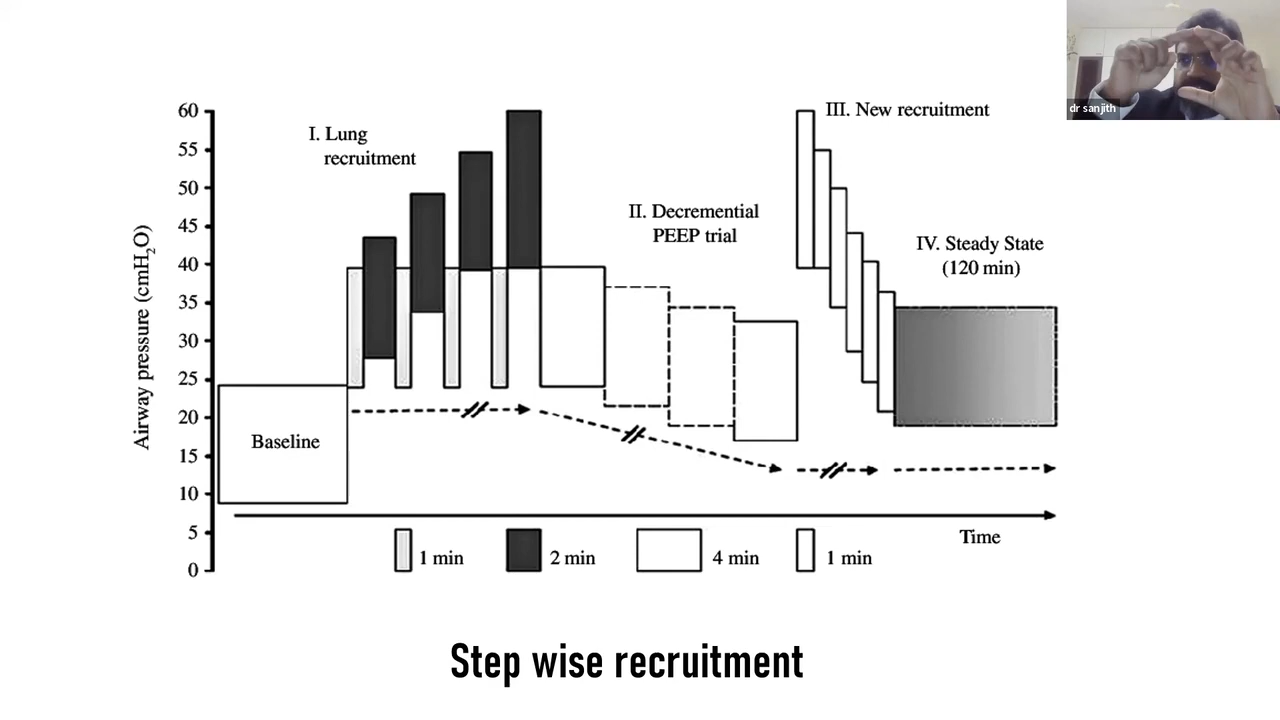 dr sanjith
60
55
50
45
40
35
30
25
20
15
10
5
0
Airway pressure (cmH₂O)
I. Lung
recruitment
II. Decremential
PEEP trial
III. New recruitment
IV. Steady State
(120 min)
Baseline
Time
1 min
2 min
4 min
1 min
Step wise recruitment